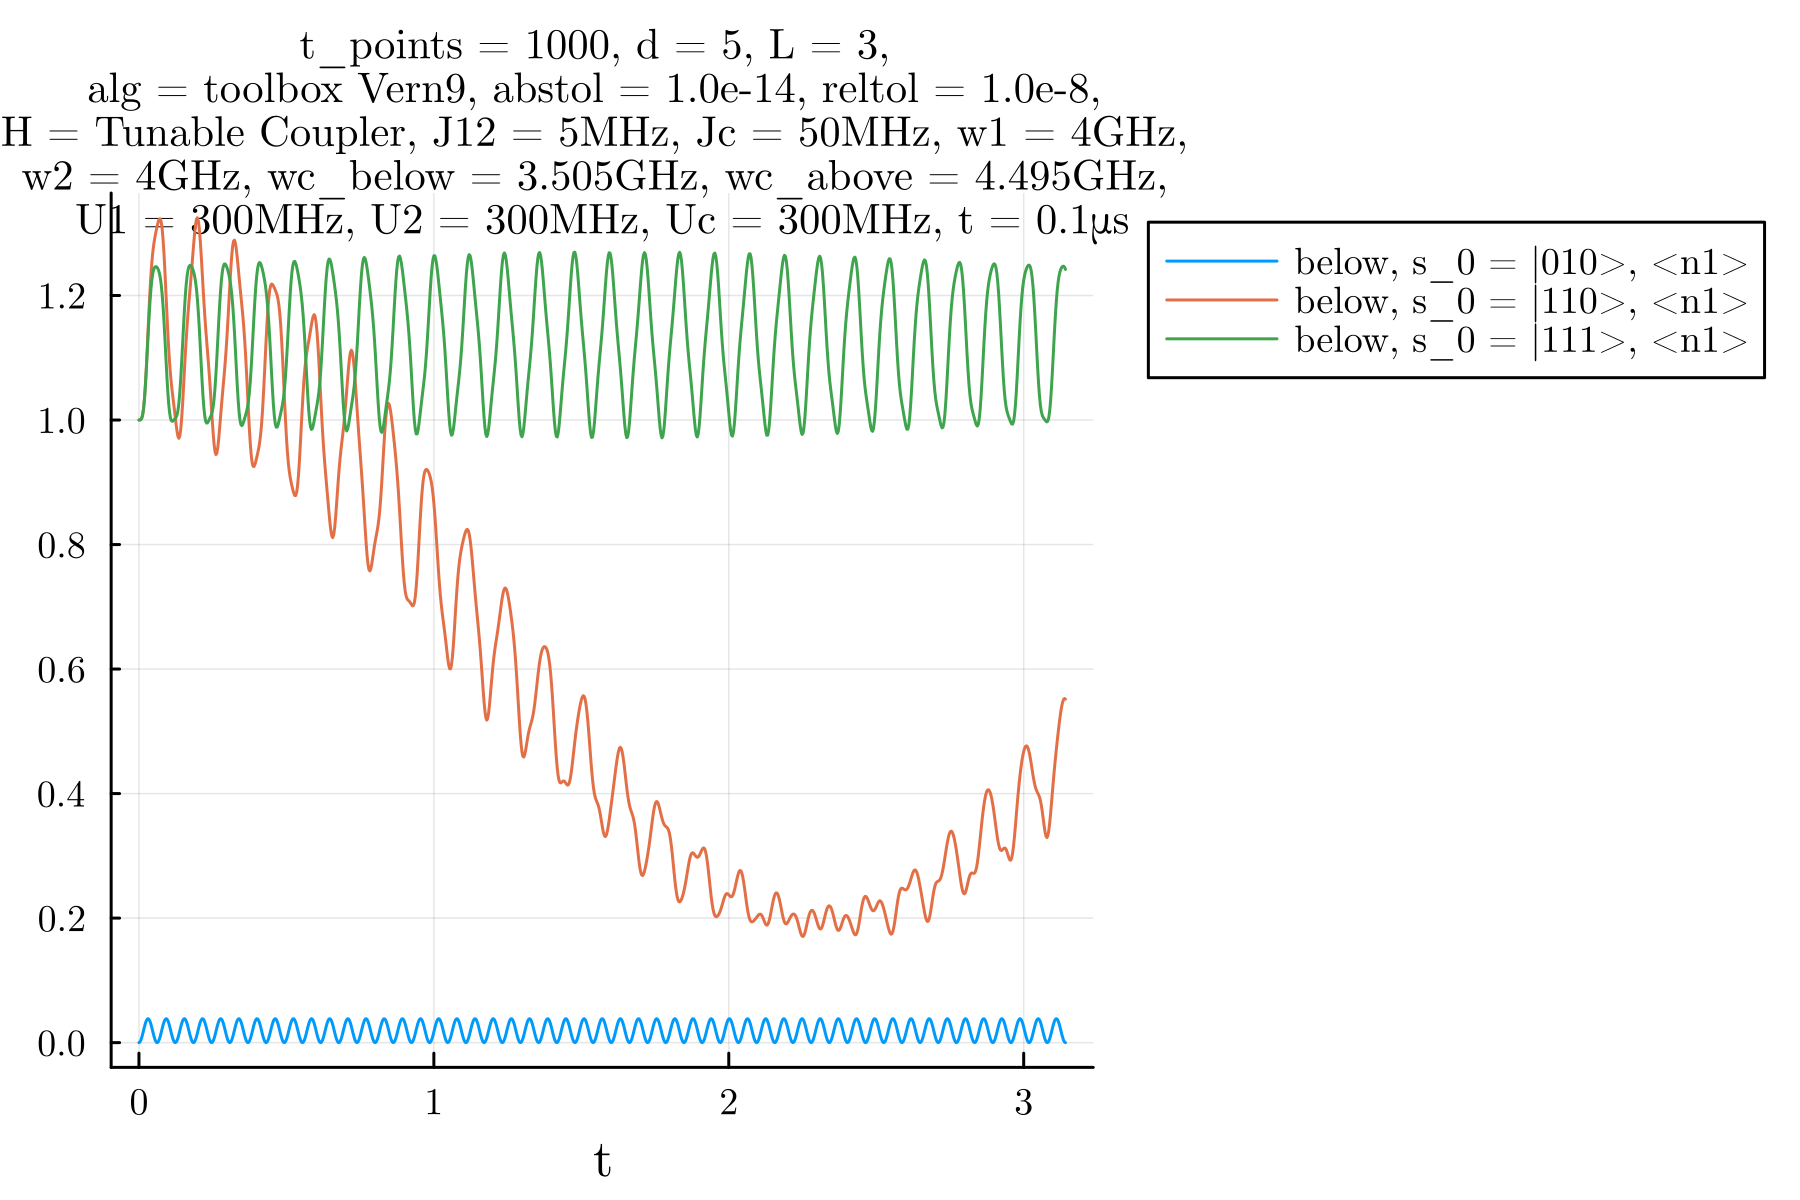 t_points = 1000, d = 5, L = 3,
alg = toolbox Vern9, abstol = 1.0e-14, reltol = 1.0e-8,
H = Tunable Coupler, J12 = 5MHz, Jc = 50MHz, w1 = 4GHz,
w2 = 4GHz, wc_below = 3.505GHz, wc_above = 4.495GHz,
U1 = 300MHz, U2 = 300MHz, Uc = 300MHz, t = 0.1μs
below, s_0 = |010>, <n1>
below, s_0 = |110>, <n1>
below, s_0 = |111>, <n1>
1.2
1.0
0.8
0.6
0.4
0.2
0.0
0 1 2 3
t